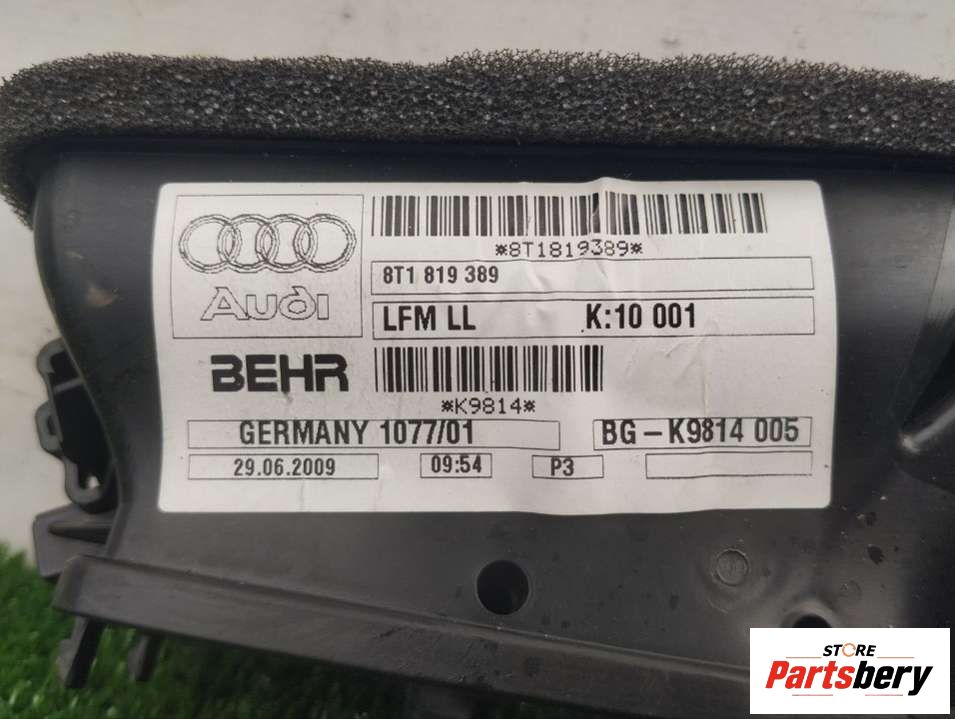 *8T1819389*
Audi
8T1 819 389
LFM LL K:10 001
BEHR
*K9814*
GERMANY 1077/01 BG-K9814 005
29.06.2009 09:54 P3
STORE
Partsbery